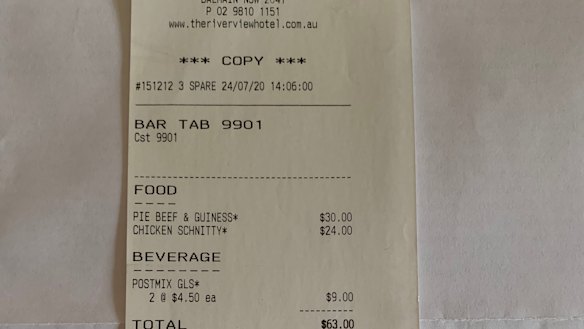 BALMAIN NSW 2041
P 02 9810 1151
www.theriverviewhotel.com.au
*** COPY ***
#151212 3 SPARE 24/07/20 14:06:00
BAR TAB 9901
Cst 9901
FOOD
PIE BEEF & GUINESS* $30.00
CHICKEN SCHNITTY* $24.00
BEVERAGE
POSTMIX GLS*
2 @ $4.50 ea $9.00
TOTAL $63.00